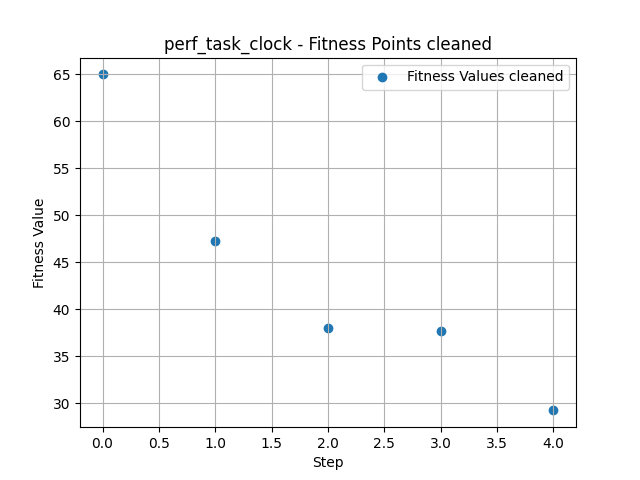 perf_task_clock - Fitness Points cleaned
Fitness Values cleaned
Fitness Value
65
60
55
50
45
40
35
30
0.0 0.5 1.0 1.5 2.0 2.5 3.0 3.5 4.0
Step